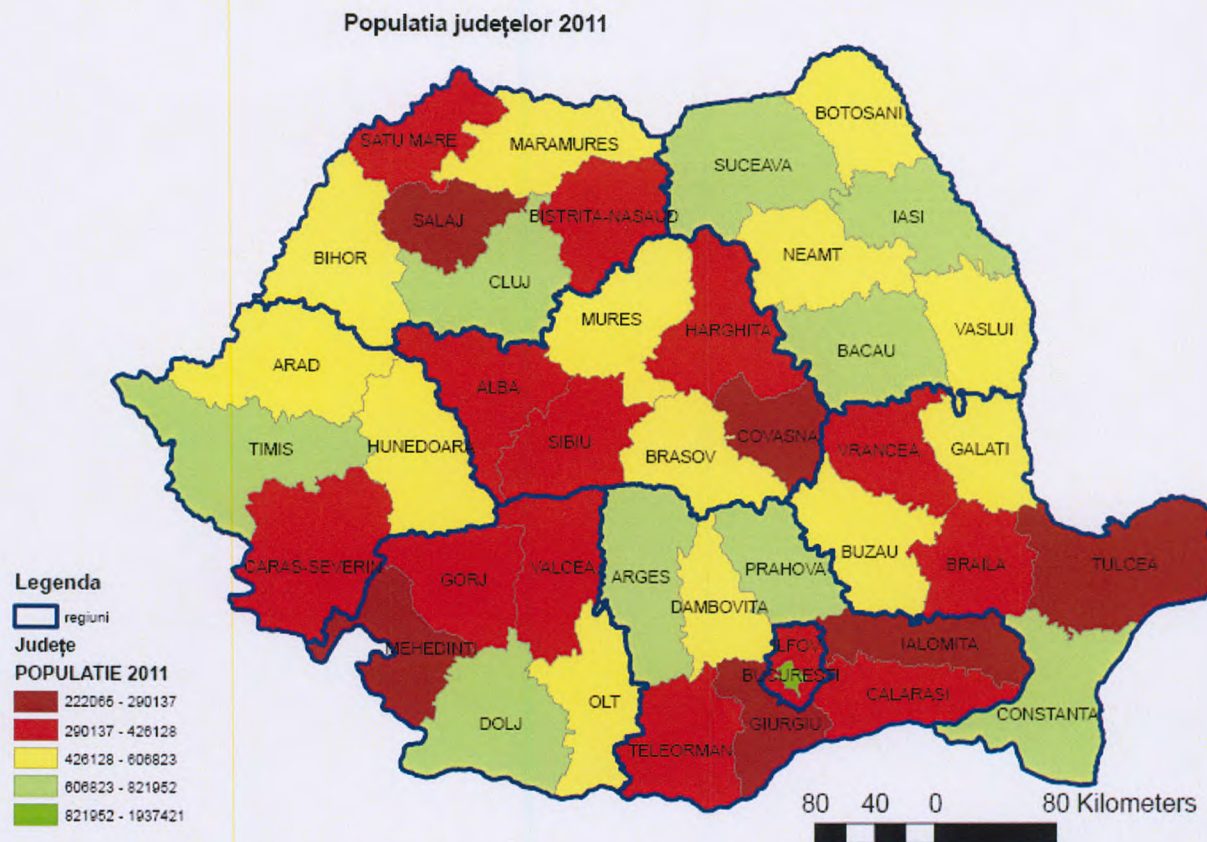 Populatia județelor 2011
BOTOSANI
SATU MARE
MARAMURES
SUCEAVA
SALAJ
BISTRITA-NASAUD
IASI
BIHOR
NEAMT
CLUJ
MURES
HARGHITA
VASLUI
BACAU
ARAD
ALBA
TIMIS
HUNEDOARA
SIBIU
BRASOV
COVASNA
VRANCEA
GALATI
BUZAU
CARAS-SEVERIN
GORJ
VALCEA
ARGES
PRAHOVA
BRAILA
TULCEA
DAMBOVITA
MEHEDINTI
ILFOV
IALOMITA
BUCURESTI
CALARASI
OLT
DOLJ
GIURGIU
CONSTANTA
TELEORMAN
Legenda
regiuni
Județe
POPULATIE 2011
222066 - 290137
290137 - 426128
426128 - 606823
606823 - 821952
821952 - 1937421
80 40 0 80 Kilometers